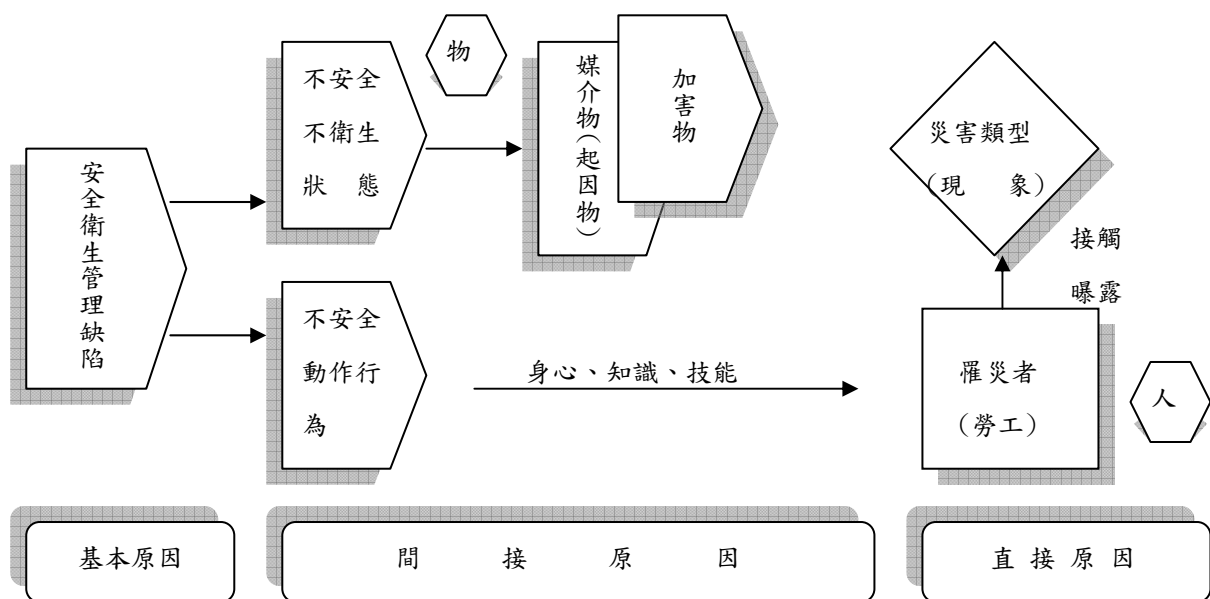 物
不安全
不衛生
狀　態
媒介物(起因物)
加害物
災害類型
(現　象)
安全衛生管理缺陷
接觸
曝露
不安全
動作行
為
身心、知識、技能
罹災者
(勞工)
人
基本原因
間　接　原　因
直 接 原 因